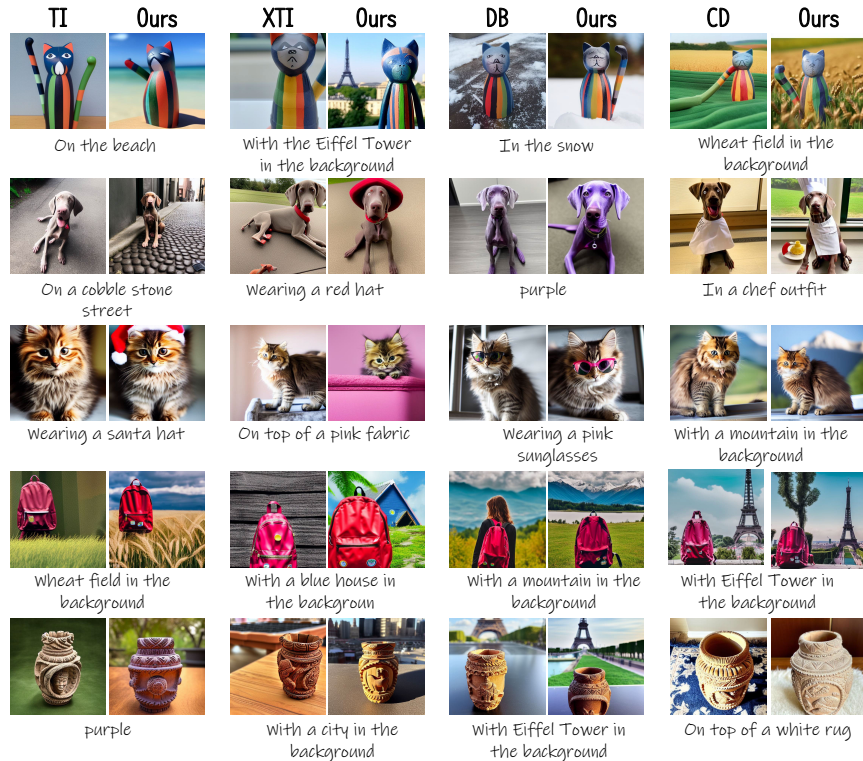 TI Ours XTI Ours DB Ours CD Ours
On the beach
With the Eiffel Tower
in the background
In the snow
Wheat field in the
background
On a cobble stone
street
Wearing a red hat
purple
In a chef outfit
Wearing a santa hat
On top of a pink fabric
Wearing a pink
sunglasses
With a mountain in the
background
Wheat field in the
background
With a blue house in
the backgroun
With a mountain in the
background
With Eiffel Tower in
the background
purple
With a city in the
background
With Eiffel Tower in
the background
On top of a white rug